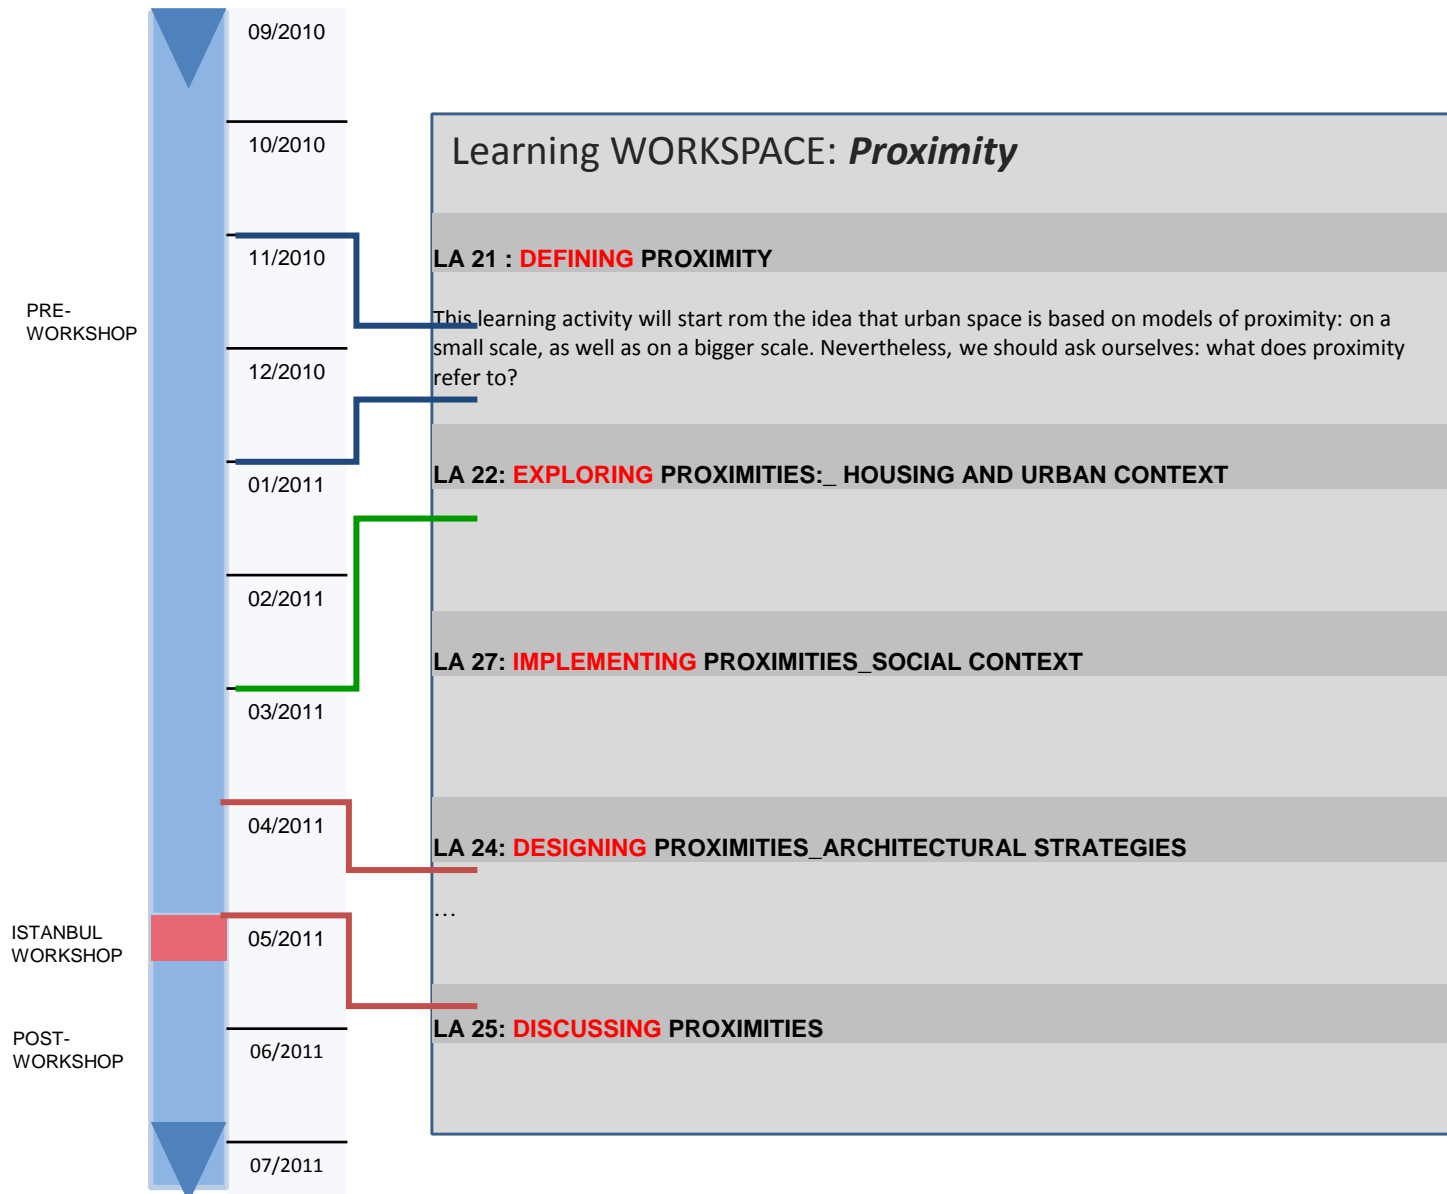 09/2010
10/2010
11/2010
12/2010
01/2011
02/2011
03/2011
04/2011
05/2011
06/2011
07/2011
PRE-
WORKSHOP
ISTANBUL
WORKSHOP
POST-
WORKSHOP
Learning WORKSPACE: Proximity
LA 21 : DEFINING PROXIMITY
This learning activity will start rom the idea that urban space is based on models of proximity: on a
small scale, as well as on a bigger scale. Nevertheless, we should ask ourselves: what does proximity
refer to?
LA 22: EXPLORING PROXIMITIES:_ HOUSING AND URBAN CONTEXT
LA 27: IMPLEMENTING PROXIMITIES_SOCIAL CONTEXT
LA 24: DESIGNING PROXIMITIES_ARCHITECTURAL STRATEGIES
…
LA 25: DISCUSSING PROXIMITIES